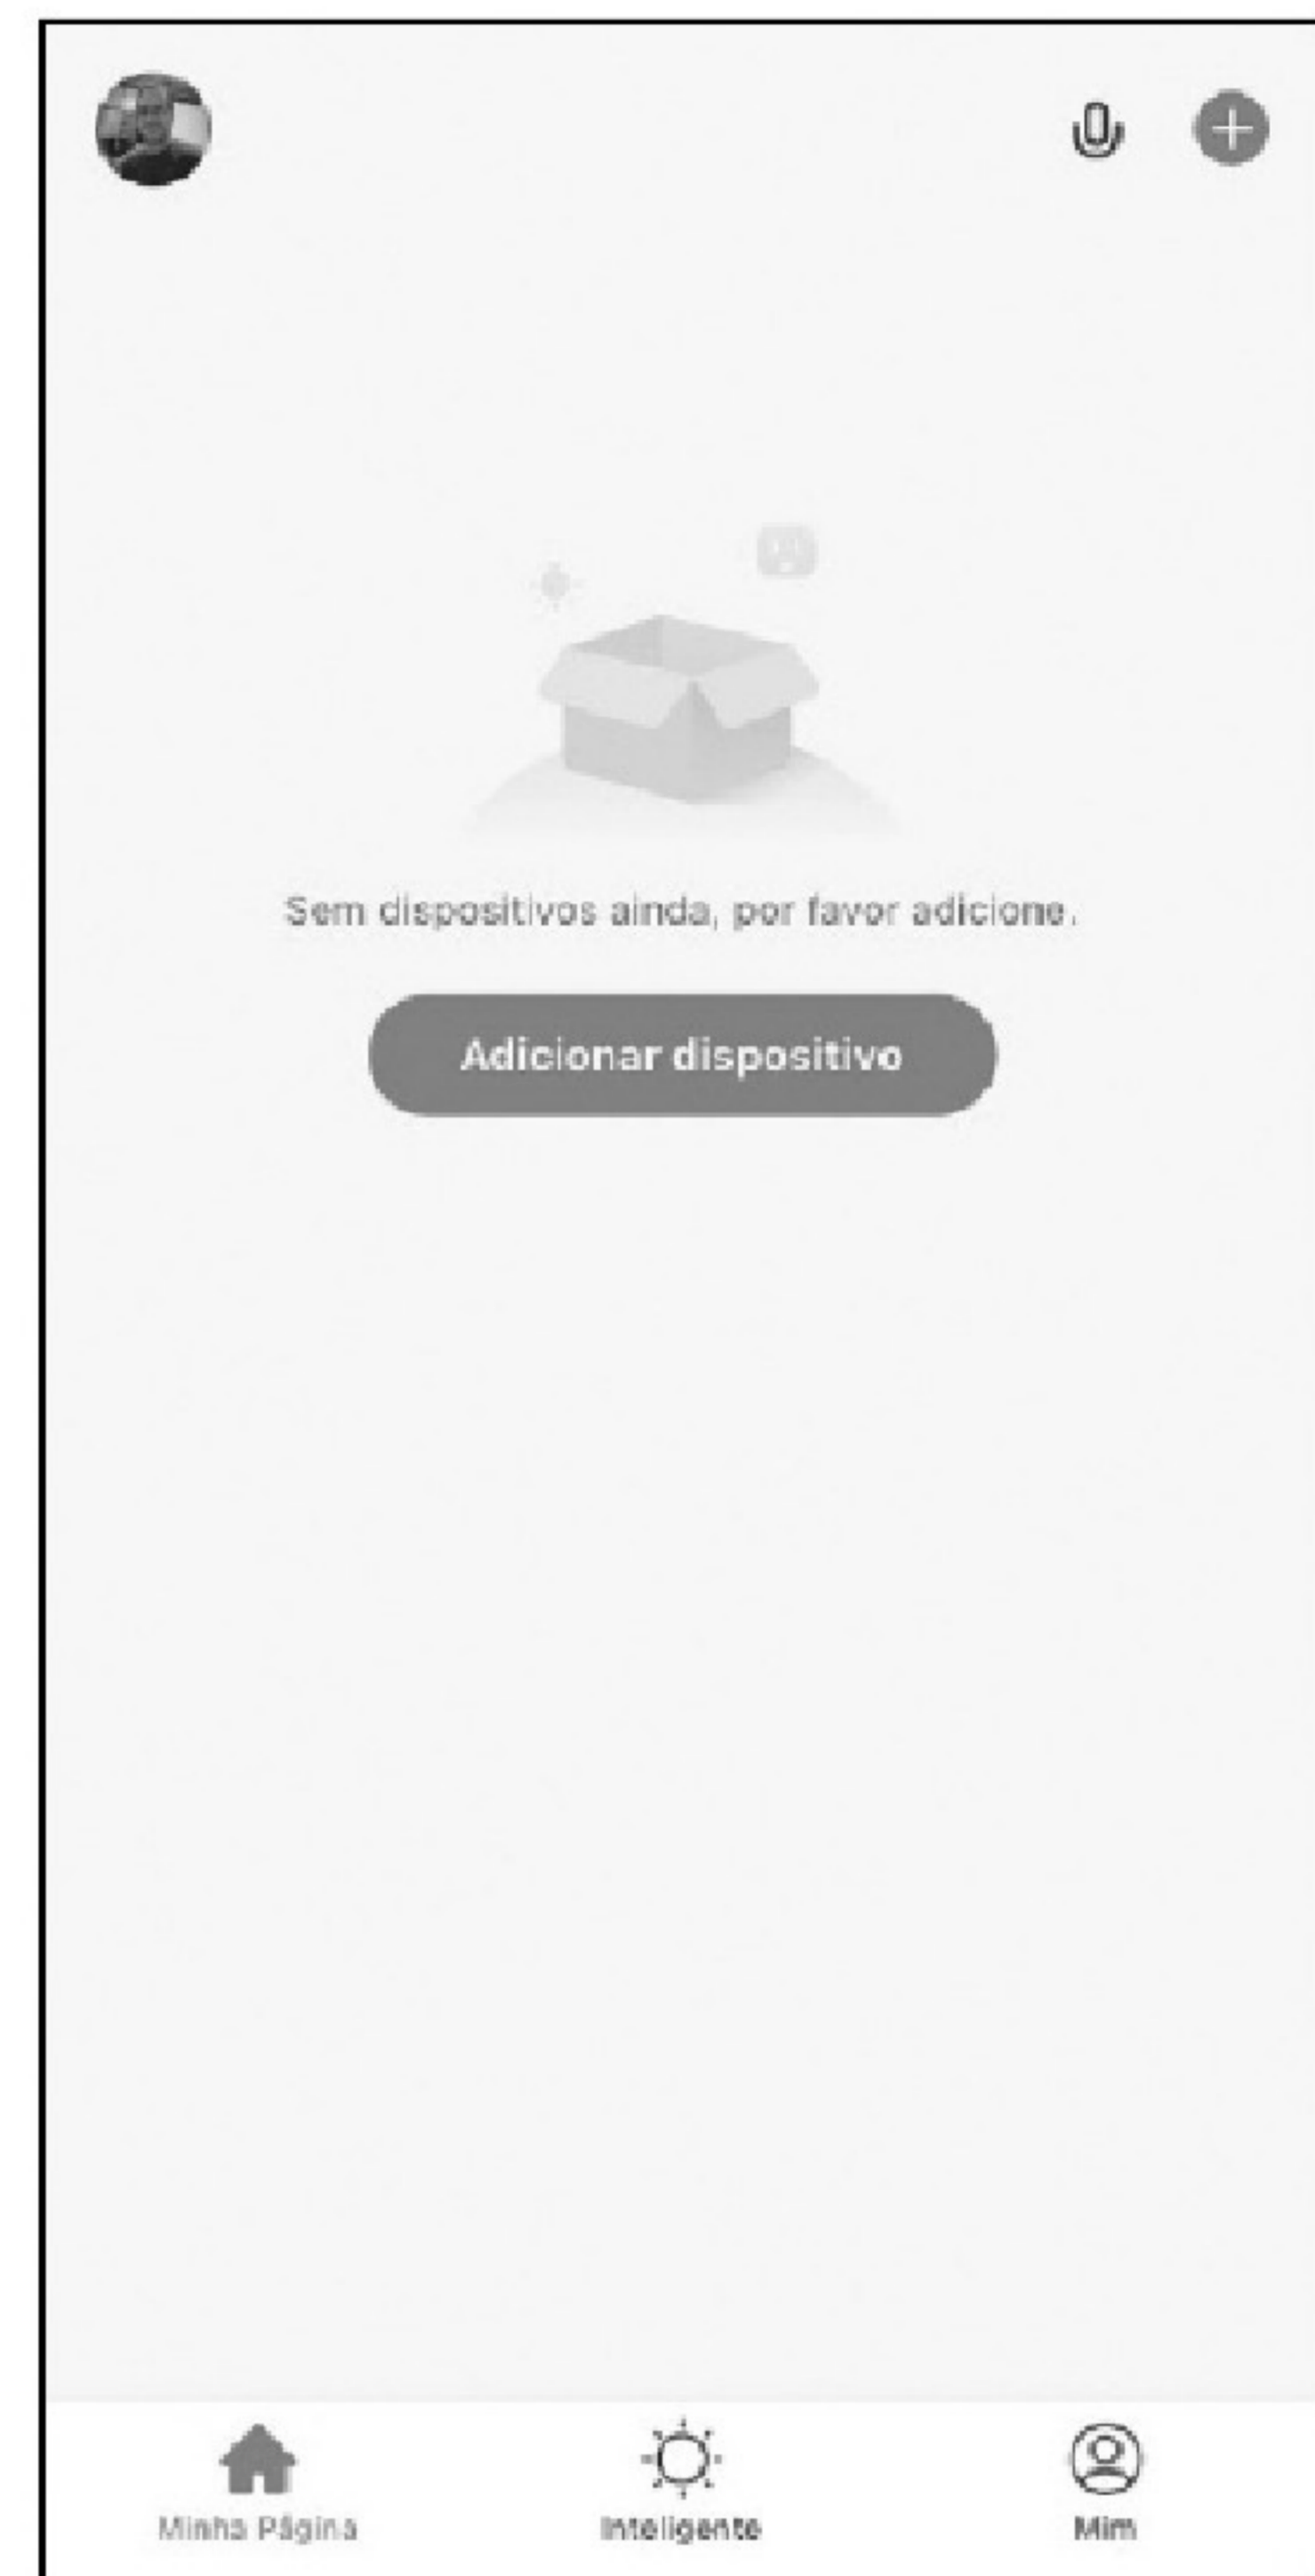 Sem dispositivos ainda, por favor adicione.
Adicionar dispositivo
Minha Página
Inteligente
Mim